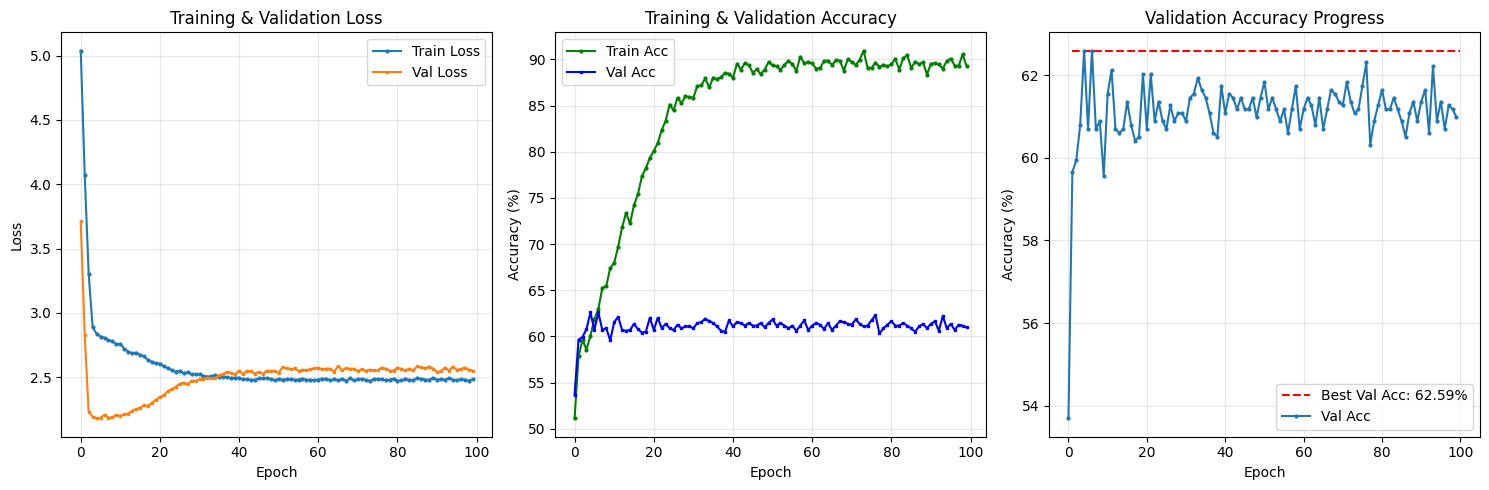 Training & Validation Loss
Train Loss
Val Loss
5.0
4.5
4.0
3.5
3.0
2.5
Loss
0 20 40 60 80 100
Epoch
Training & Validation Accuracy
Train Acc
Val Acc
90
85
80
75
70
65
60
55
50
Accuracy (%)
0 20 40 60 80 100
Epoch
Validation Accuracy Progress
62
60
58
56
54
Accuracy (%)
Best Val Acc: 62.59%
Val Acc
0 20 40 60 80 100
Epoch